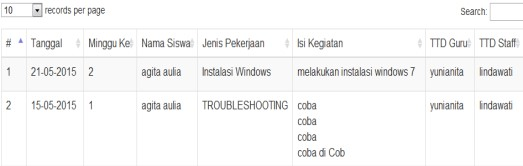 10 records per page Search:
# Tanggal Minggu Ke Nama Siswa Jenis Pekerjaan Isi Kegiatan TTD Guru TTD Staff
1 21-05-2015 2 agita aulia Instalasi Windows melakukan instalasi windows 7 yunianita lindawati
2 15-05-2015 1 agita aulia TROUBLESHOOTING coba yunianita lindawati
coba
coba
coba di Cob